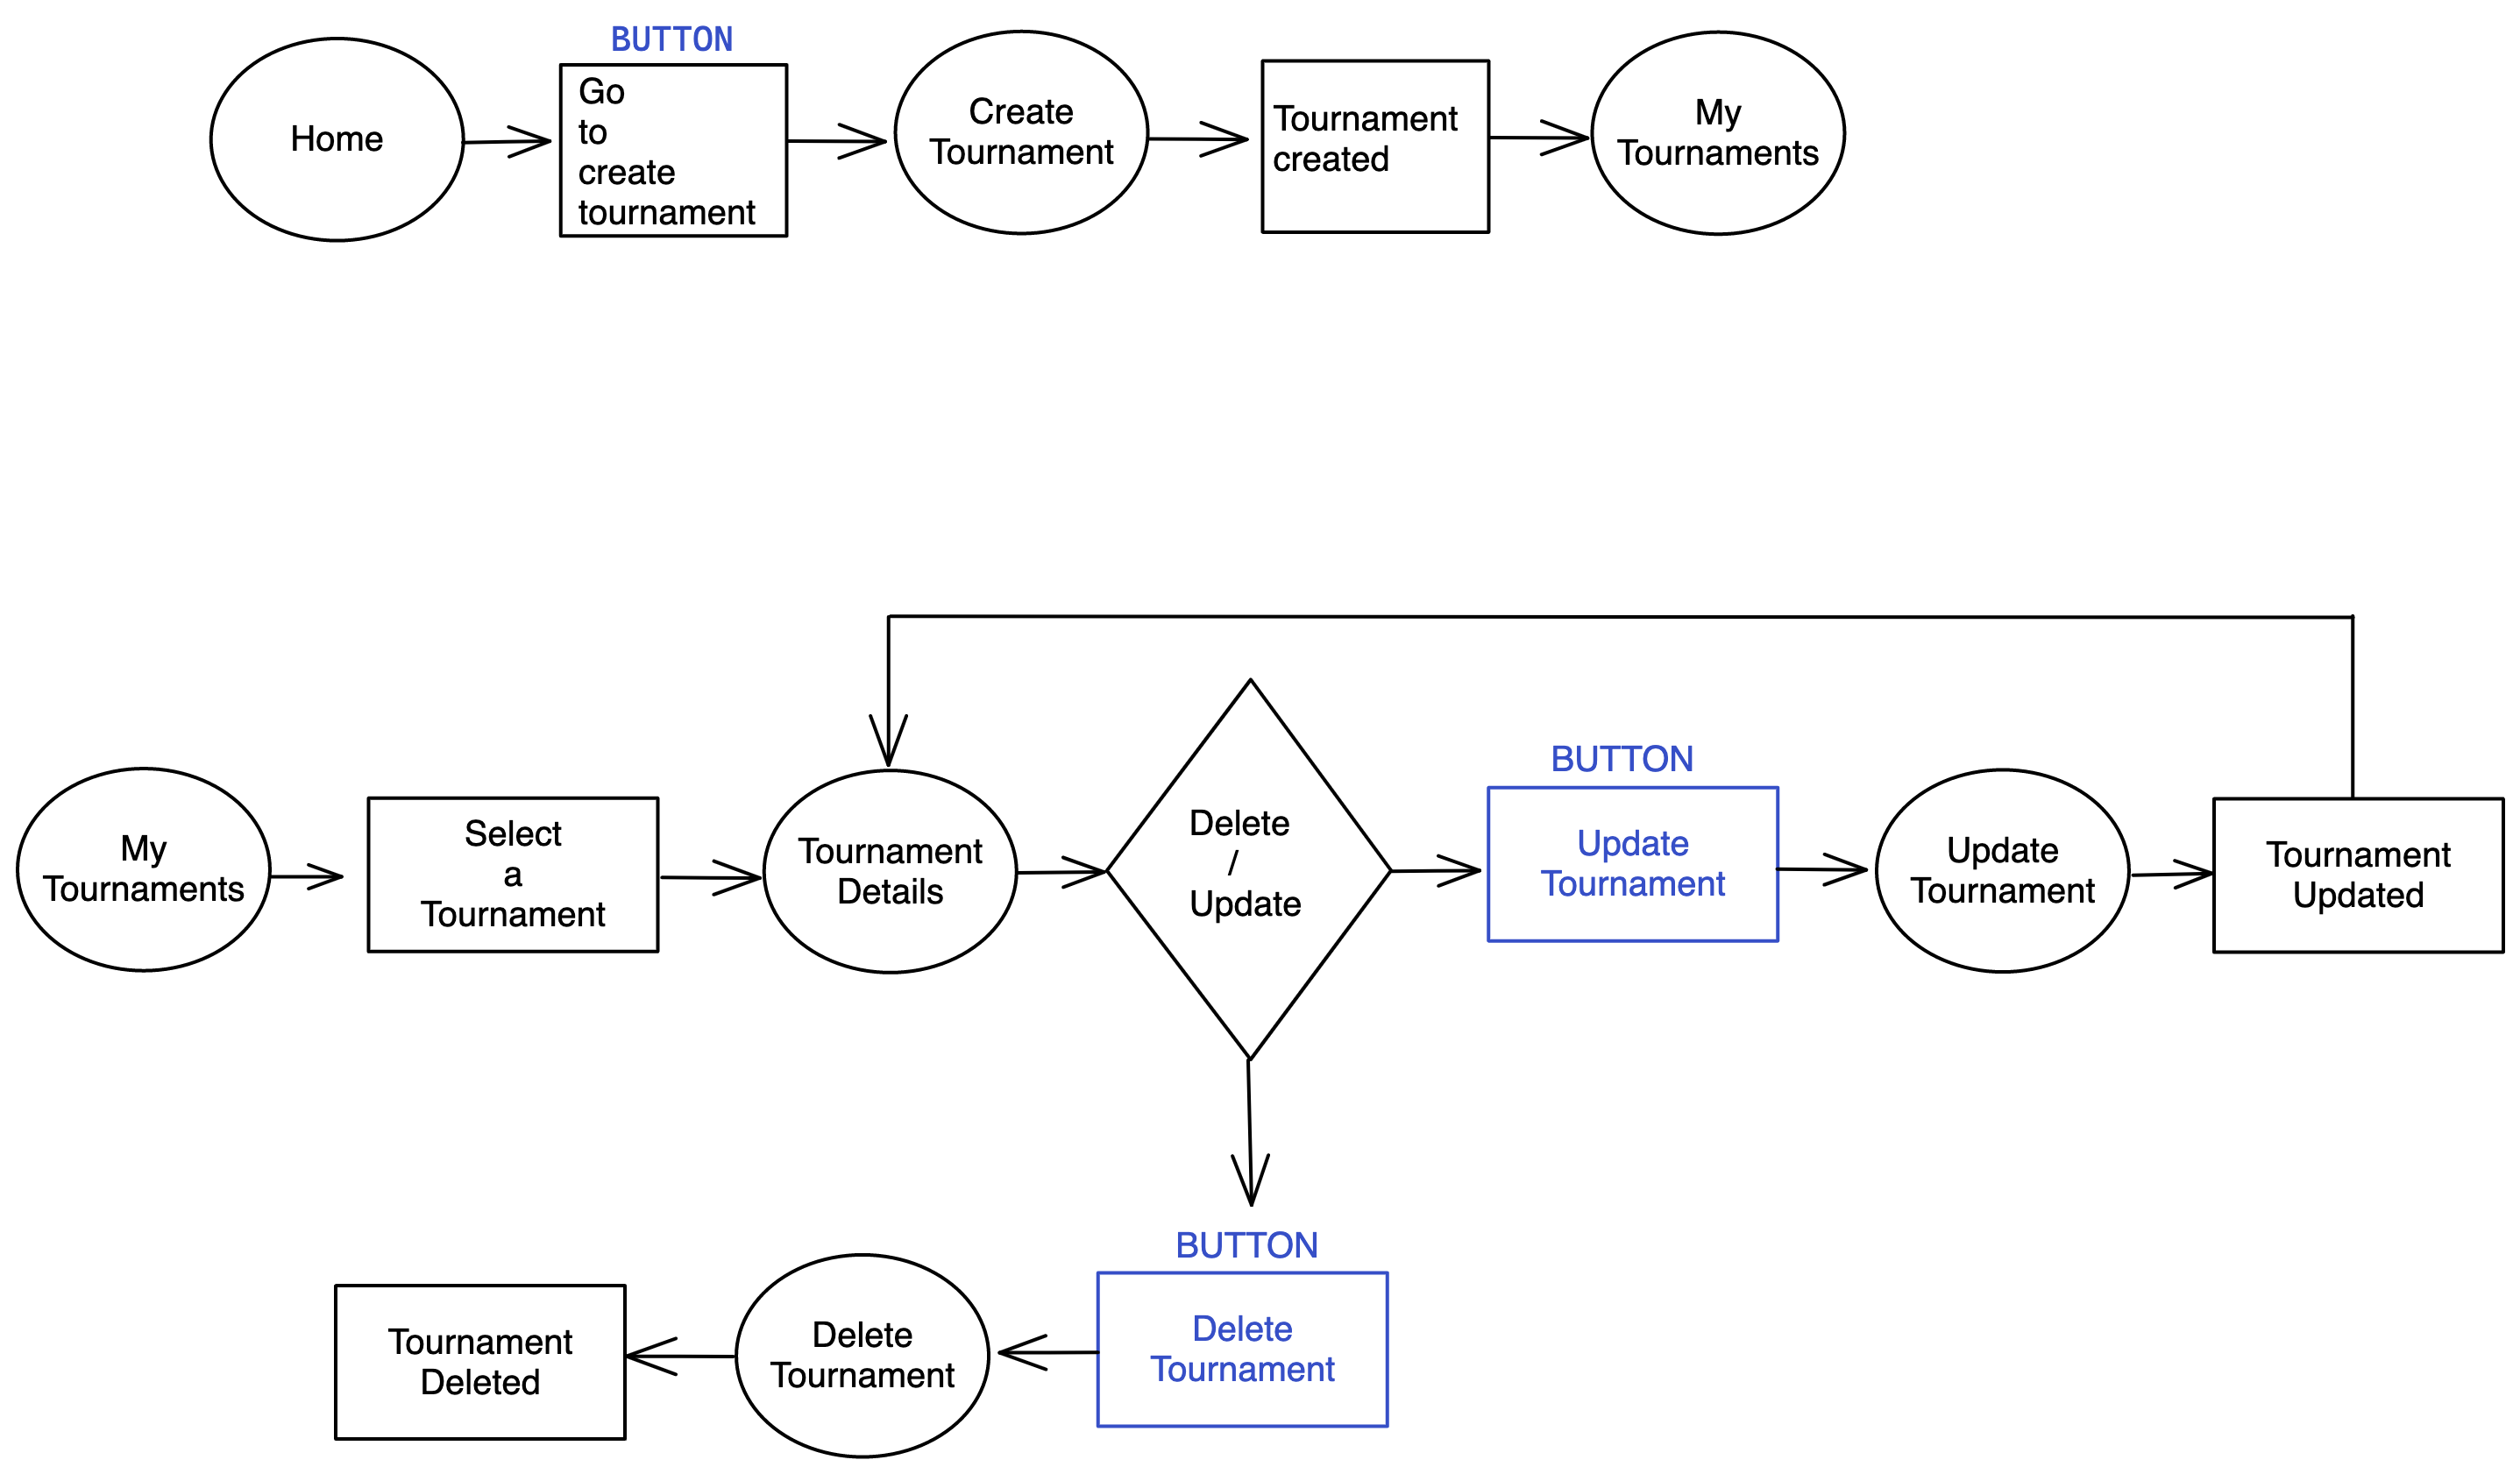 BUTTON
Home
Go
to
create
tournament
Create
Tournament
Tournament
created
My
Tournaments
My
Tournaments
Select
a
Tournament
Tournament
Details
Delete
/
Update
BUTTON
Update
Tournament
Update
Tournament
Tournament
Updated
BUTTON
Delete
Tournament
Delete
Tournament
Tournament
Deleted